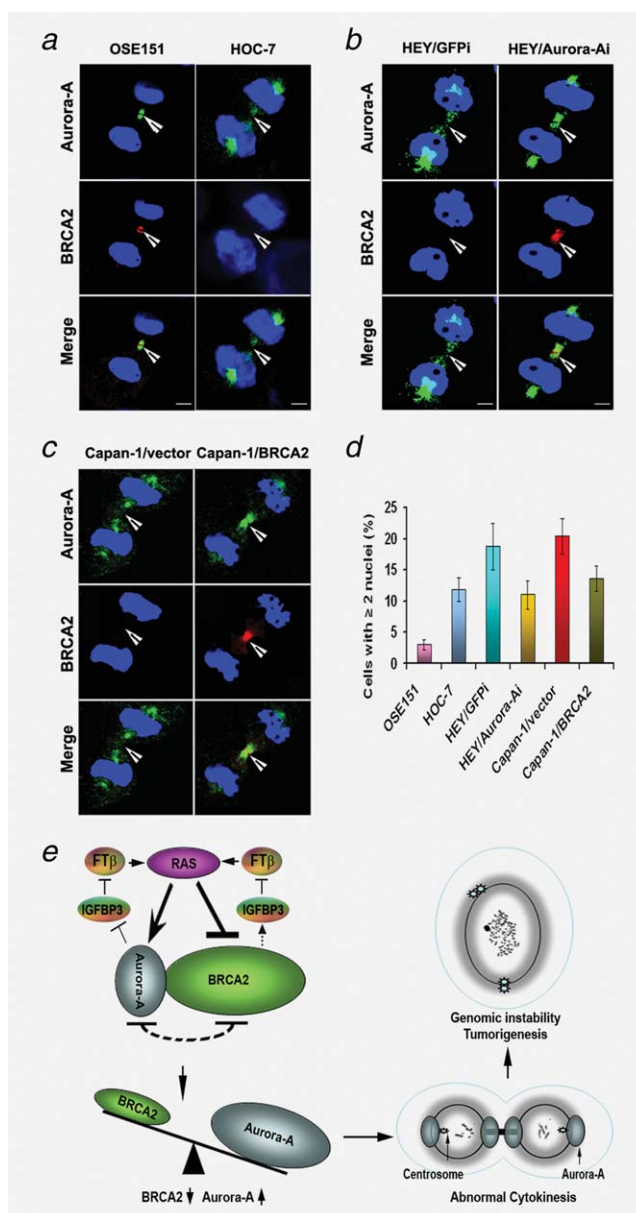 a
OSE151 HOC-7
Aurora-A
BRCA2
Merge
b
HEY/GFPi HEY/Aurora-Ai
Aurora-A
BRCA2
Merge
c
Capan-1/vector Capan-1/BRCA2
Aurora-A
BRCA2
Merge
d
Cells with ≥ 2 nuclei (%)
25
20
15
10
5
0
OSE151
HOC-7
HEY/GFPi
HEY/Aurora-Ai
Capan-1/vector
Capan-1/BRCA2
e
FTβ RAS FTβ
IGFBP3 IGFBP3
Aurora-A
BRCA2
BRCA2
Aurora-A
BRCA2 Aurora-A
Genomic instability
Tumorigenesis
Centrosome Aurora-A
Abnormal Cytokinesis